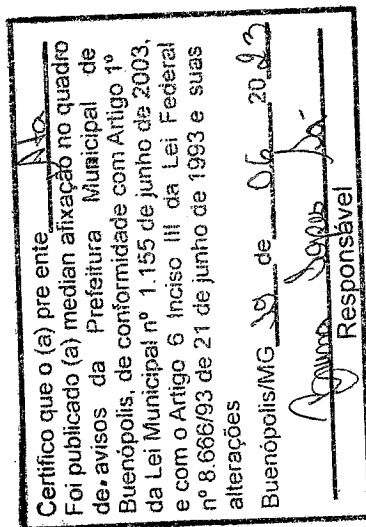 Certifico que o (a) pre ente Ata
Foi publicado (a) median afixação no quadro
de avisos da Prefeitura Municipal de
Buenópolis, de conformidade com Artigo 1º
da Lei Municipal nº 1.155 de junho de 2003,
e com o Artigo 6 Inciso III da Lei Federal
nº 8.666/93 de 21 de junho de 1993 e suas
alterações
Buenópolis/MG de 06 2023
Responsável